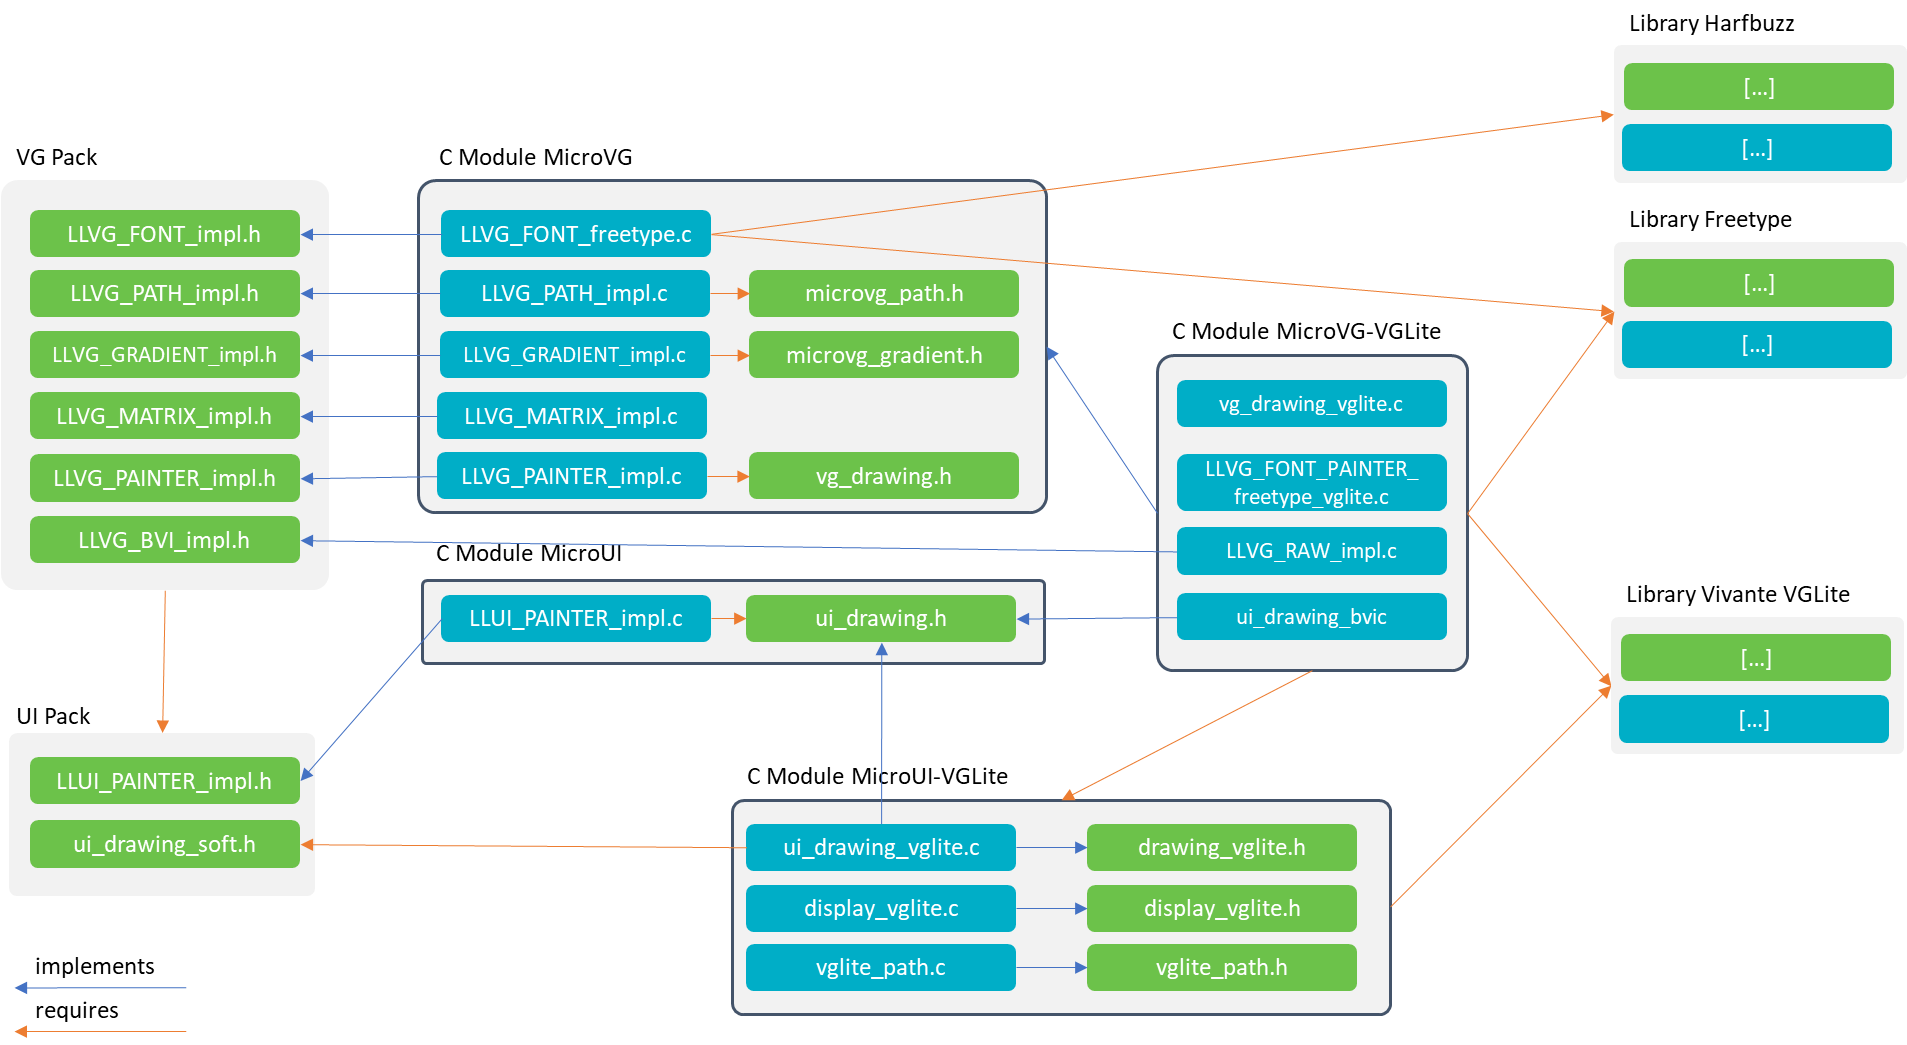 Library Harfbuzz
[...]
[...]
VG Pack
LLVG_FONT_impl.h
LLVG_PATH_impl.h
LLVG_GRADIENT_impl.h
LLVG_MATRIX_impl.h
LLVG_PAINTER_impl.h
LLVG_BVI_impl.h
C Module MicroVG
LLVG_FONT_freetype.c
LLVG_PATH_impl.c
microvg_path.h
LLVG_GRADIENT_impl.c
microvg_gradient.h
LLVG_MATRIX_impl.c
LLVG_PAINTER_impl.c
vg_drawing.h
Library Freetype
[...]
[...]
C Module MicroVG-VGLite
vg_drawing_vglite.c
LLVG_FONT_PAINTER_
freetype_vglite.c
LLVG_RAW_impl.c
ui_drawing_bvic
C Module MicroUI
LLUI_PAINTER_impl.c
ui_drawing.h
Library Vivante VGLite
[...]
[...]
UI Pack
LLUI_PAINTER_impl.h
ui_drawing_soft.h
C Module MicroUI-VGLite
ui_drawing_vglite.c
drawing_vglite.h
display_vglite.c
display_vglite.h
vglite_path.c
vglite_path.h
implements
requires